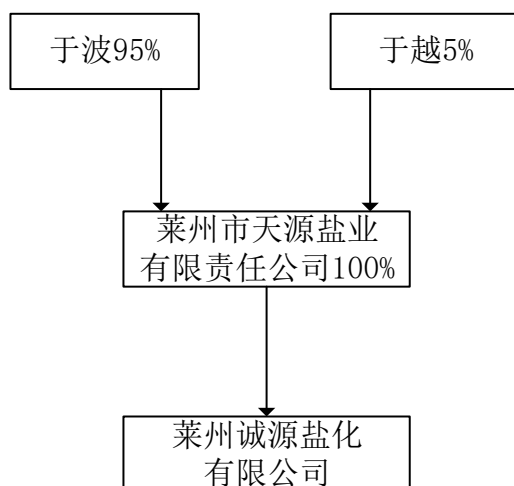 于波95%
于越5%
莱州市天源盐业
有限责任公司100%
莱州诚源盐化
有限公司